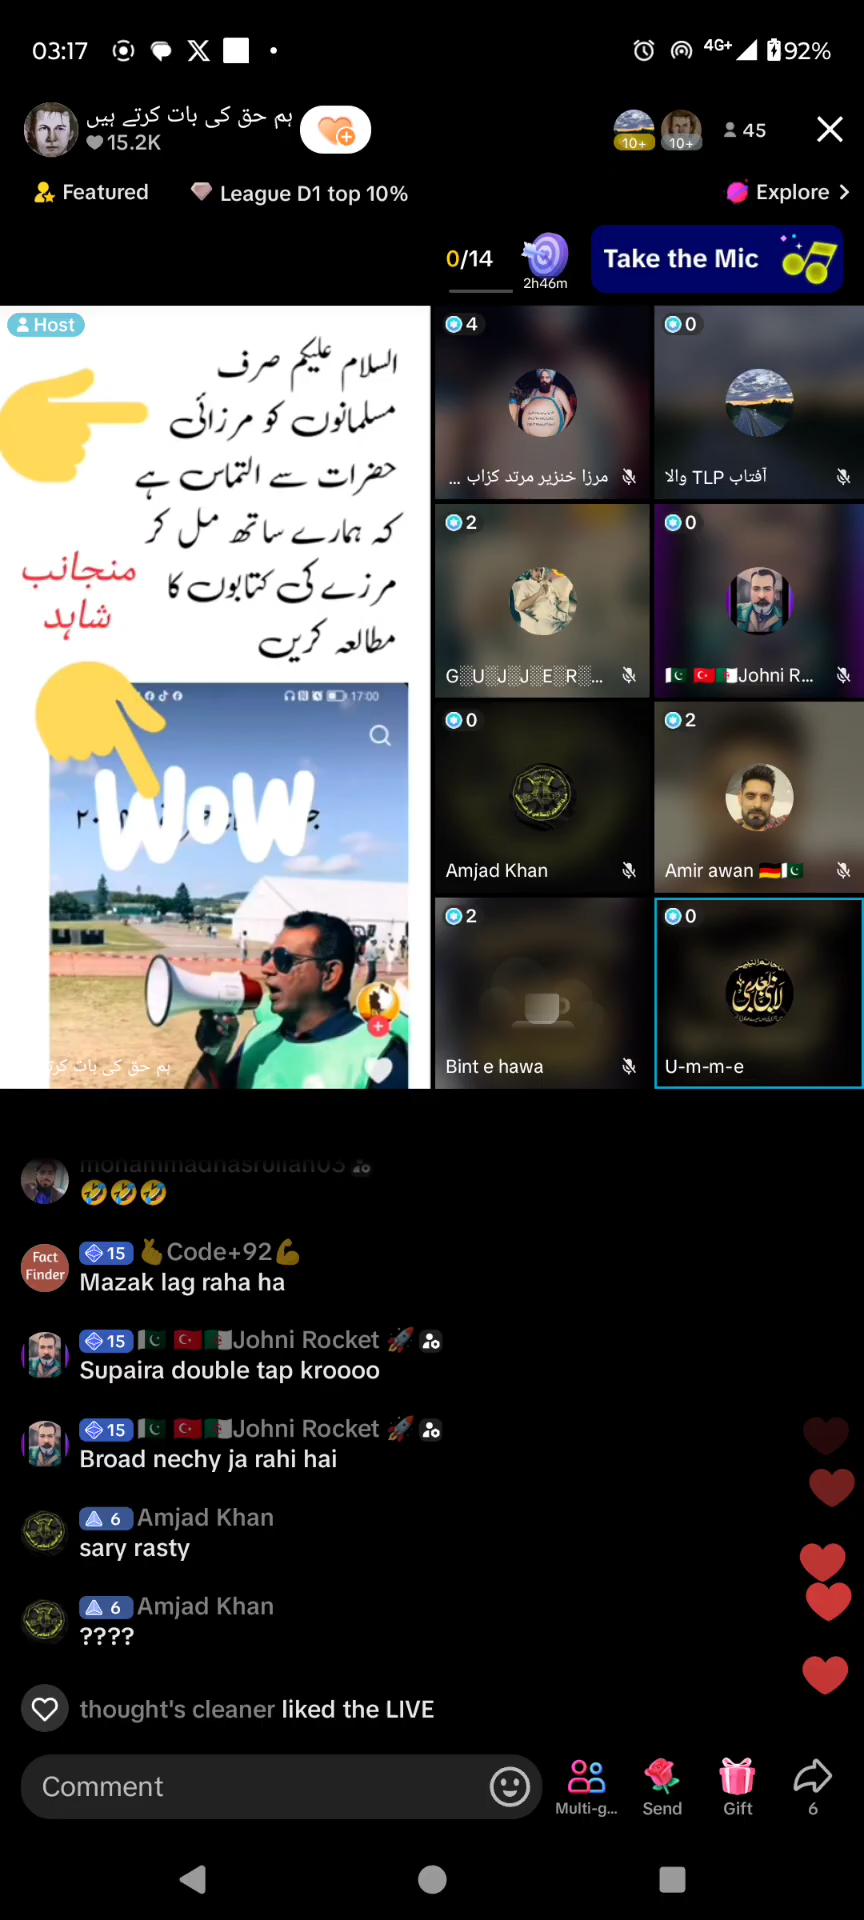 03:17
4G+
92%
ہم حق کی بات کرتے ہیں
15.2K
10+
10+
45
Featured
League D1 top 10%
Explore
0/14
2h46m
Take the Mic
Host
السلام علیکم صرف
مسلمانوں کو مرزائی
حضرات سے التماس ہے
کہ ہمارے ساتھ مل کر
مرزے کی کتابوں کا
مطالعہ کریں
منجانب
شاہد
17:00
WOW
ہم حق کی بات
4
مرزا خنزیر مرتد کزاب ...
0
آفتاب TLP والا
2
G░U░J░J░E░R░...
0
Johni R...
0
Amjad Khan
2
Amir awan
2
Bint e hawa
0
لا نبی بعدی
U-m-m-e
mohammadnasrullah03
🤣🤣🤣
Fact
Finder
15 Code+92
Mazak lag raha ha
15 Johni Rocket
Supaira double tap kroooo
15 Johni Rocket
Broad nechy ja rahi hai
6 Amjad Khan
sary rasty
6 Amjad Khan
????
thought's cleaner liked the LIVE
Comment
Multi-g...
Send
Gift
6